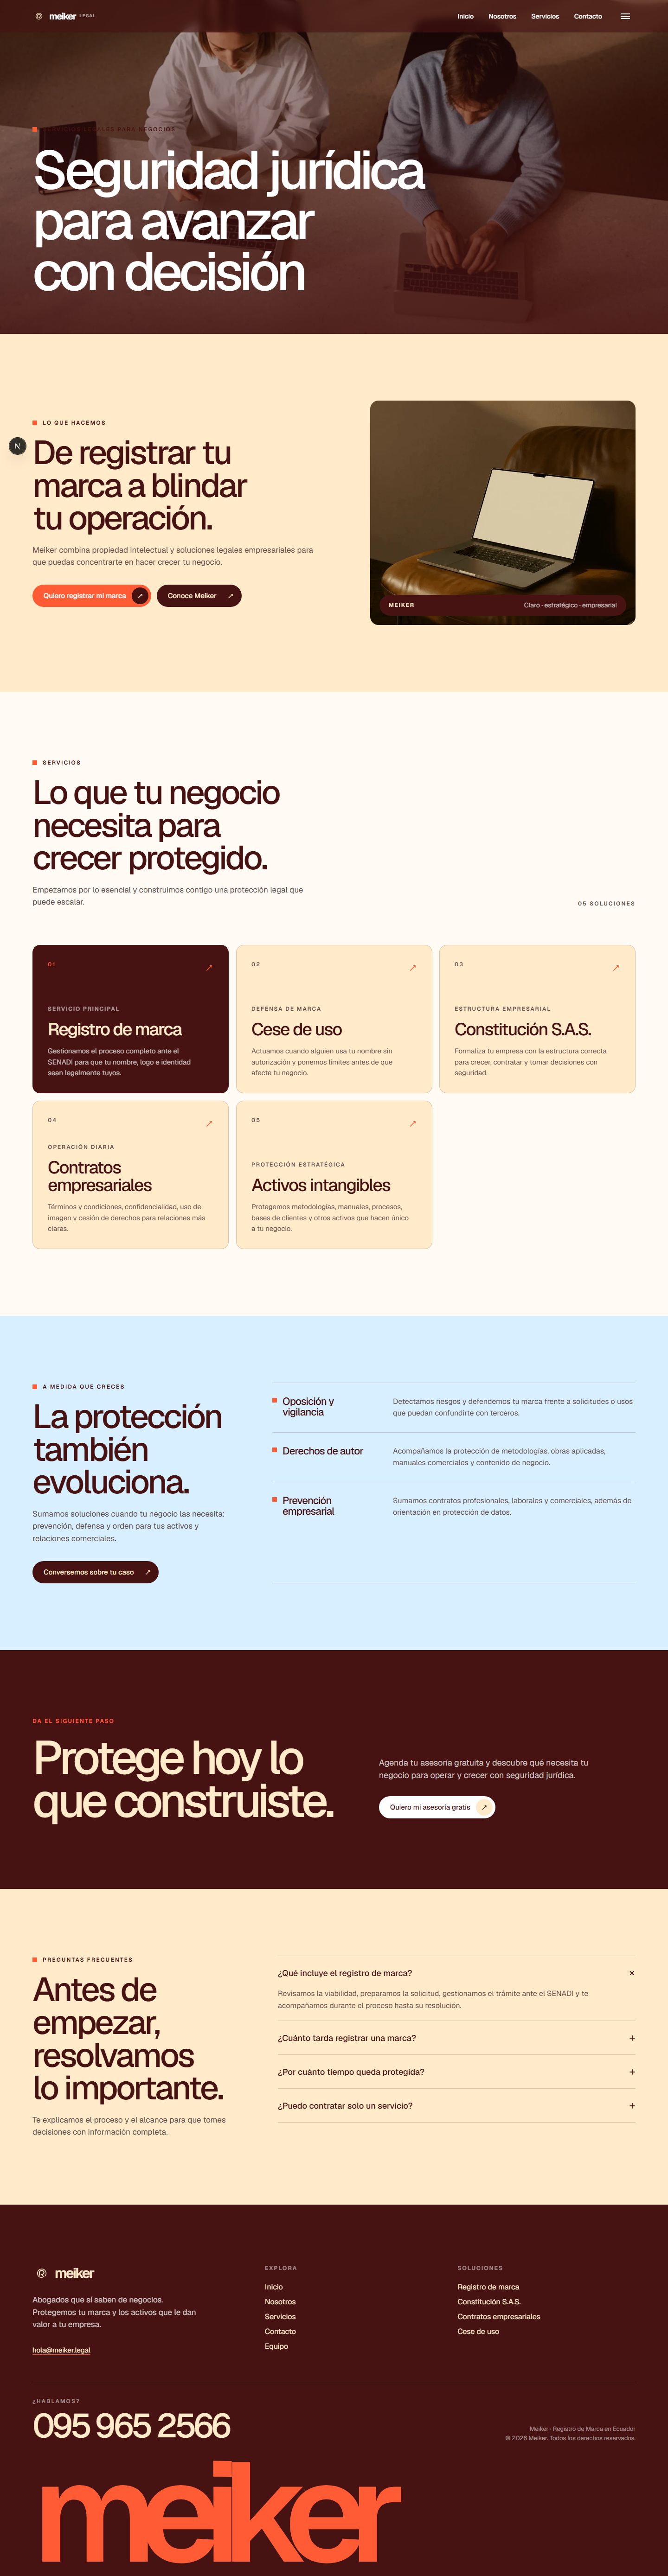 meiker LEGAL
Inicio Nosotros Servicios Contacto
LEGALES PARA NEGOCIOS
Seguridad jurídica
para avanzar
con decisión
LO QUE HACEMOS
De registrar tu
marca a blindar
tu operación.
Meiker combina propiedad intelectual y soluciones legales empresariales para
que puedas concentrarte en hacer crecer tu negocio.
Quiero registrar mi marca ↗
Conoce Meiker ↗
MEIKER
Claro · estratégico · empresarial
N
SERVICIOS
Lo que tu negocio
necesita para
crecer protegido.
Empezamos por lo esencial y construimos contigo una protección legal que
puede escalar.
05 SOLUCIONES
01 ↗
SERVICIO PRINCIPAL
Registro de marca
Gestionamos el proceso completo ante el
SENADI para que tu nombre, logo e identidad
sean legalmente tuyos.
02 ↗
DEFENSA DE MARCA
Cese de uso
Actuamos cuando alguien usa tu nombre sin
autorización y ponemos límites antes de que
afecte tu negocio.
03 ↗
ESTRUCTURA EMPRESARIAL
Constitución S.A.S.
Formaliza tu empresa con la estructura correcta
para crecer, contratar y tomar decisiones con
seguridad.
04 ↗
OPERACIÓN DIARIA
Contratos
empresariales
Términos y condiciones, confidencialidad, uso de
imagen y cesión de derechos para relaciones más
claras.
05 ↗
PROTECCIÓN ESTRATÉGICA
Activos intangibles
Protegemos metodologías, manuales, procesos,
bases de clientes y otros activos que hacen único
a tu negocio.
A MEDIDA QUE CRECES
La protección
también
evoluciona.
Sumamos soluciones cuando tu negocio las necesita:
prevención, defensa y orden para tus activos y
relaciones comerciales.
Conversemos sobre tu caso ↗
Oposición y
vigilancia
Detectamos riesgos y defendemos tu marca frente a solicitudes o usos
que puedan confundirte con terceros.
Derechos de autor
Acompañamos la protección de metodologías, obras aplicadas,
manuales comerciales y contenido de negocio.
Prevención
empresarial
Sumamos contratos profesionales, laborales y comerciales, además de
orientación en protección de datos.
DA EL SIGUIENTE PASO
Protege hoy lo
que construiste.
Agenda tu asesoría gratuita y descubre qué necesita tu
negocio para operar y crecer con seguridad jurídica.
Quiero mi asesoría gratis ↗
PREGUNTAS FRECUENTES
Antes de
empezar,
resolvamos
lo importante.
Te explicamos el proceso y el alcance para que tomes
decisiones con información completa.
¿Qué incluye el registro de marca? ×
Revisamos la viabilidad, preparamos la solicitud, gestionamos el trámite ante el SENADI y te
acompañamos durante el proceso hasta su resolución.
¿Cuánto tarda registrar una marca? +
¿Por cuánto tiempo queda protegida? +
¿Puedo contratar solo un servicio? +
meiker
Abogados que sí saben de negocios.
Protegemos tu marca y los activos que le dan
valor a tu empresa.
hola@meiker.legal
EXPLORA
Inicio
Nosotros
Servicios
Contacto
Equipo
SOLUCIONES
Registro de marca
Constitución S.A.S.
Contratos empresariales
Cese de uso
¿HABLAMOS?
095 965 2566
Meiker · Registro de Marca en Ecuador
© 2026 Meiker. Todos los derechos reservados.
meiker